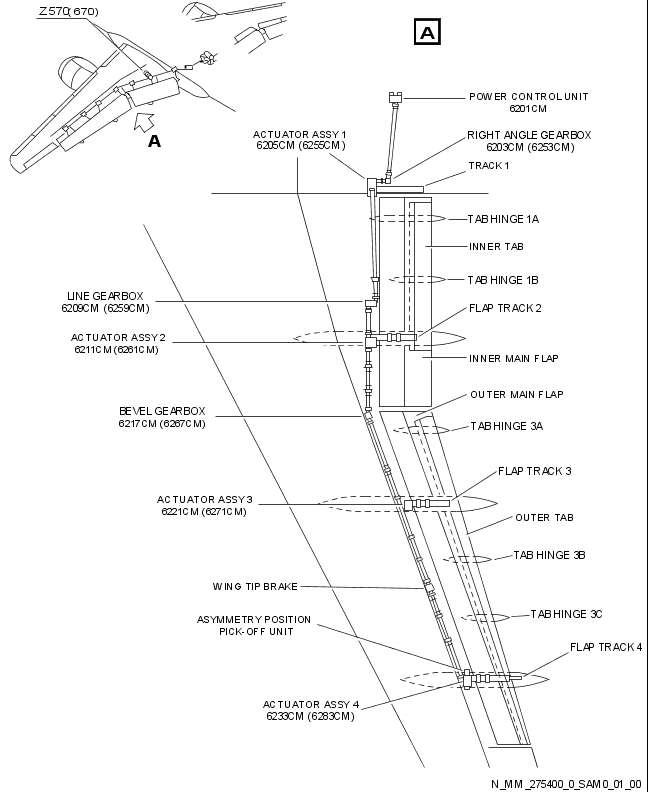 Z570(670)
A
A
POWER CONTROL UNIT
6201CM
ACTUATOR ASSY 1
6205CM (6255CM)
RIGHT ANGLE GEARBOX
6203CM (6253CM)
TRACK 1
TAB HINGE 1A
INNER TAB
TAB HINGE 1B
LINE GEARBOX
6209CM (6259CM)
FLAP TRACK 2
ACTUATOR ASSY 2
6211CM (6261CM)
INNER MAIN FLAP
OUTER MAIN FLAP
BEVEL GEARBOX
6217CM (6267CM)
TAB HINGE 3A
FLAP TRACK 3
ACTUATOR ASSY 3
6221CM (6271CM)
OUTER TAB
TAB HINGE 3B
WING TIP BRAKE
TAB HINGE 3C
ASYMMETRY POSITION
PICK-OFF UNIT
FLAP TRACK 4
ACTUATOR ASSY 4
6233CM (6283CM)
N_MM_275400_0_SAM0_01_00